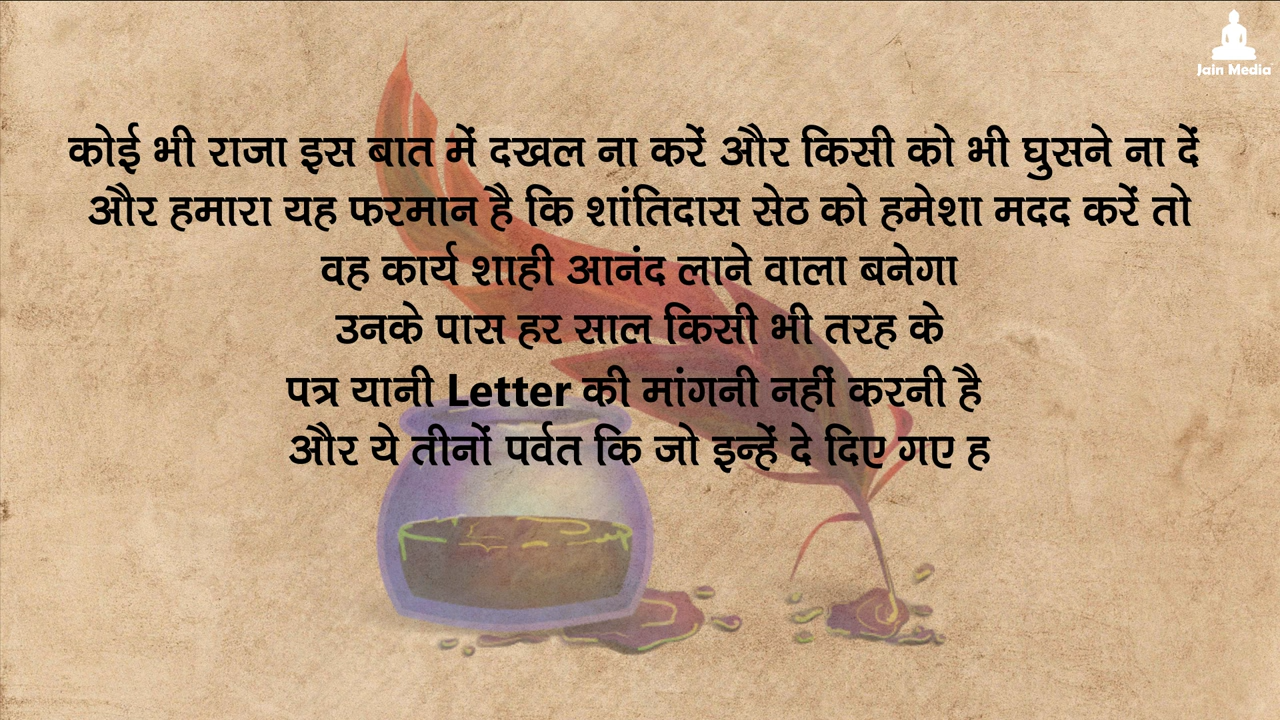 Jain Media
कोई भी राजा इस बात में दखल ना करें और किसी को भी घुसने ना दें
और हमारा यह फरमान है कि शांतिदास सेठ को हमेशा मदद करें तो
वह कार्य शाही आनंद लाने वाला बनेगा
उनके पास हर साल किसी भी तरह के
पत्र यानी Letter की मांगनी नहीं करनी है
और ये तीनों पर्वत कि जो इन्हें दे दिए गए ह